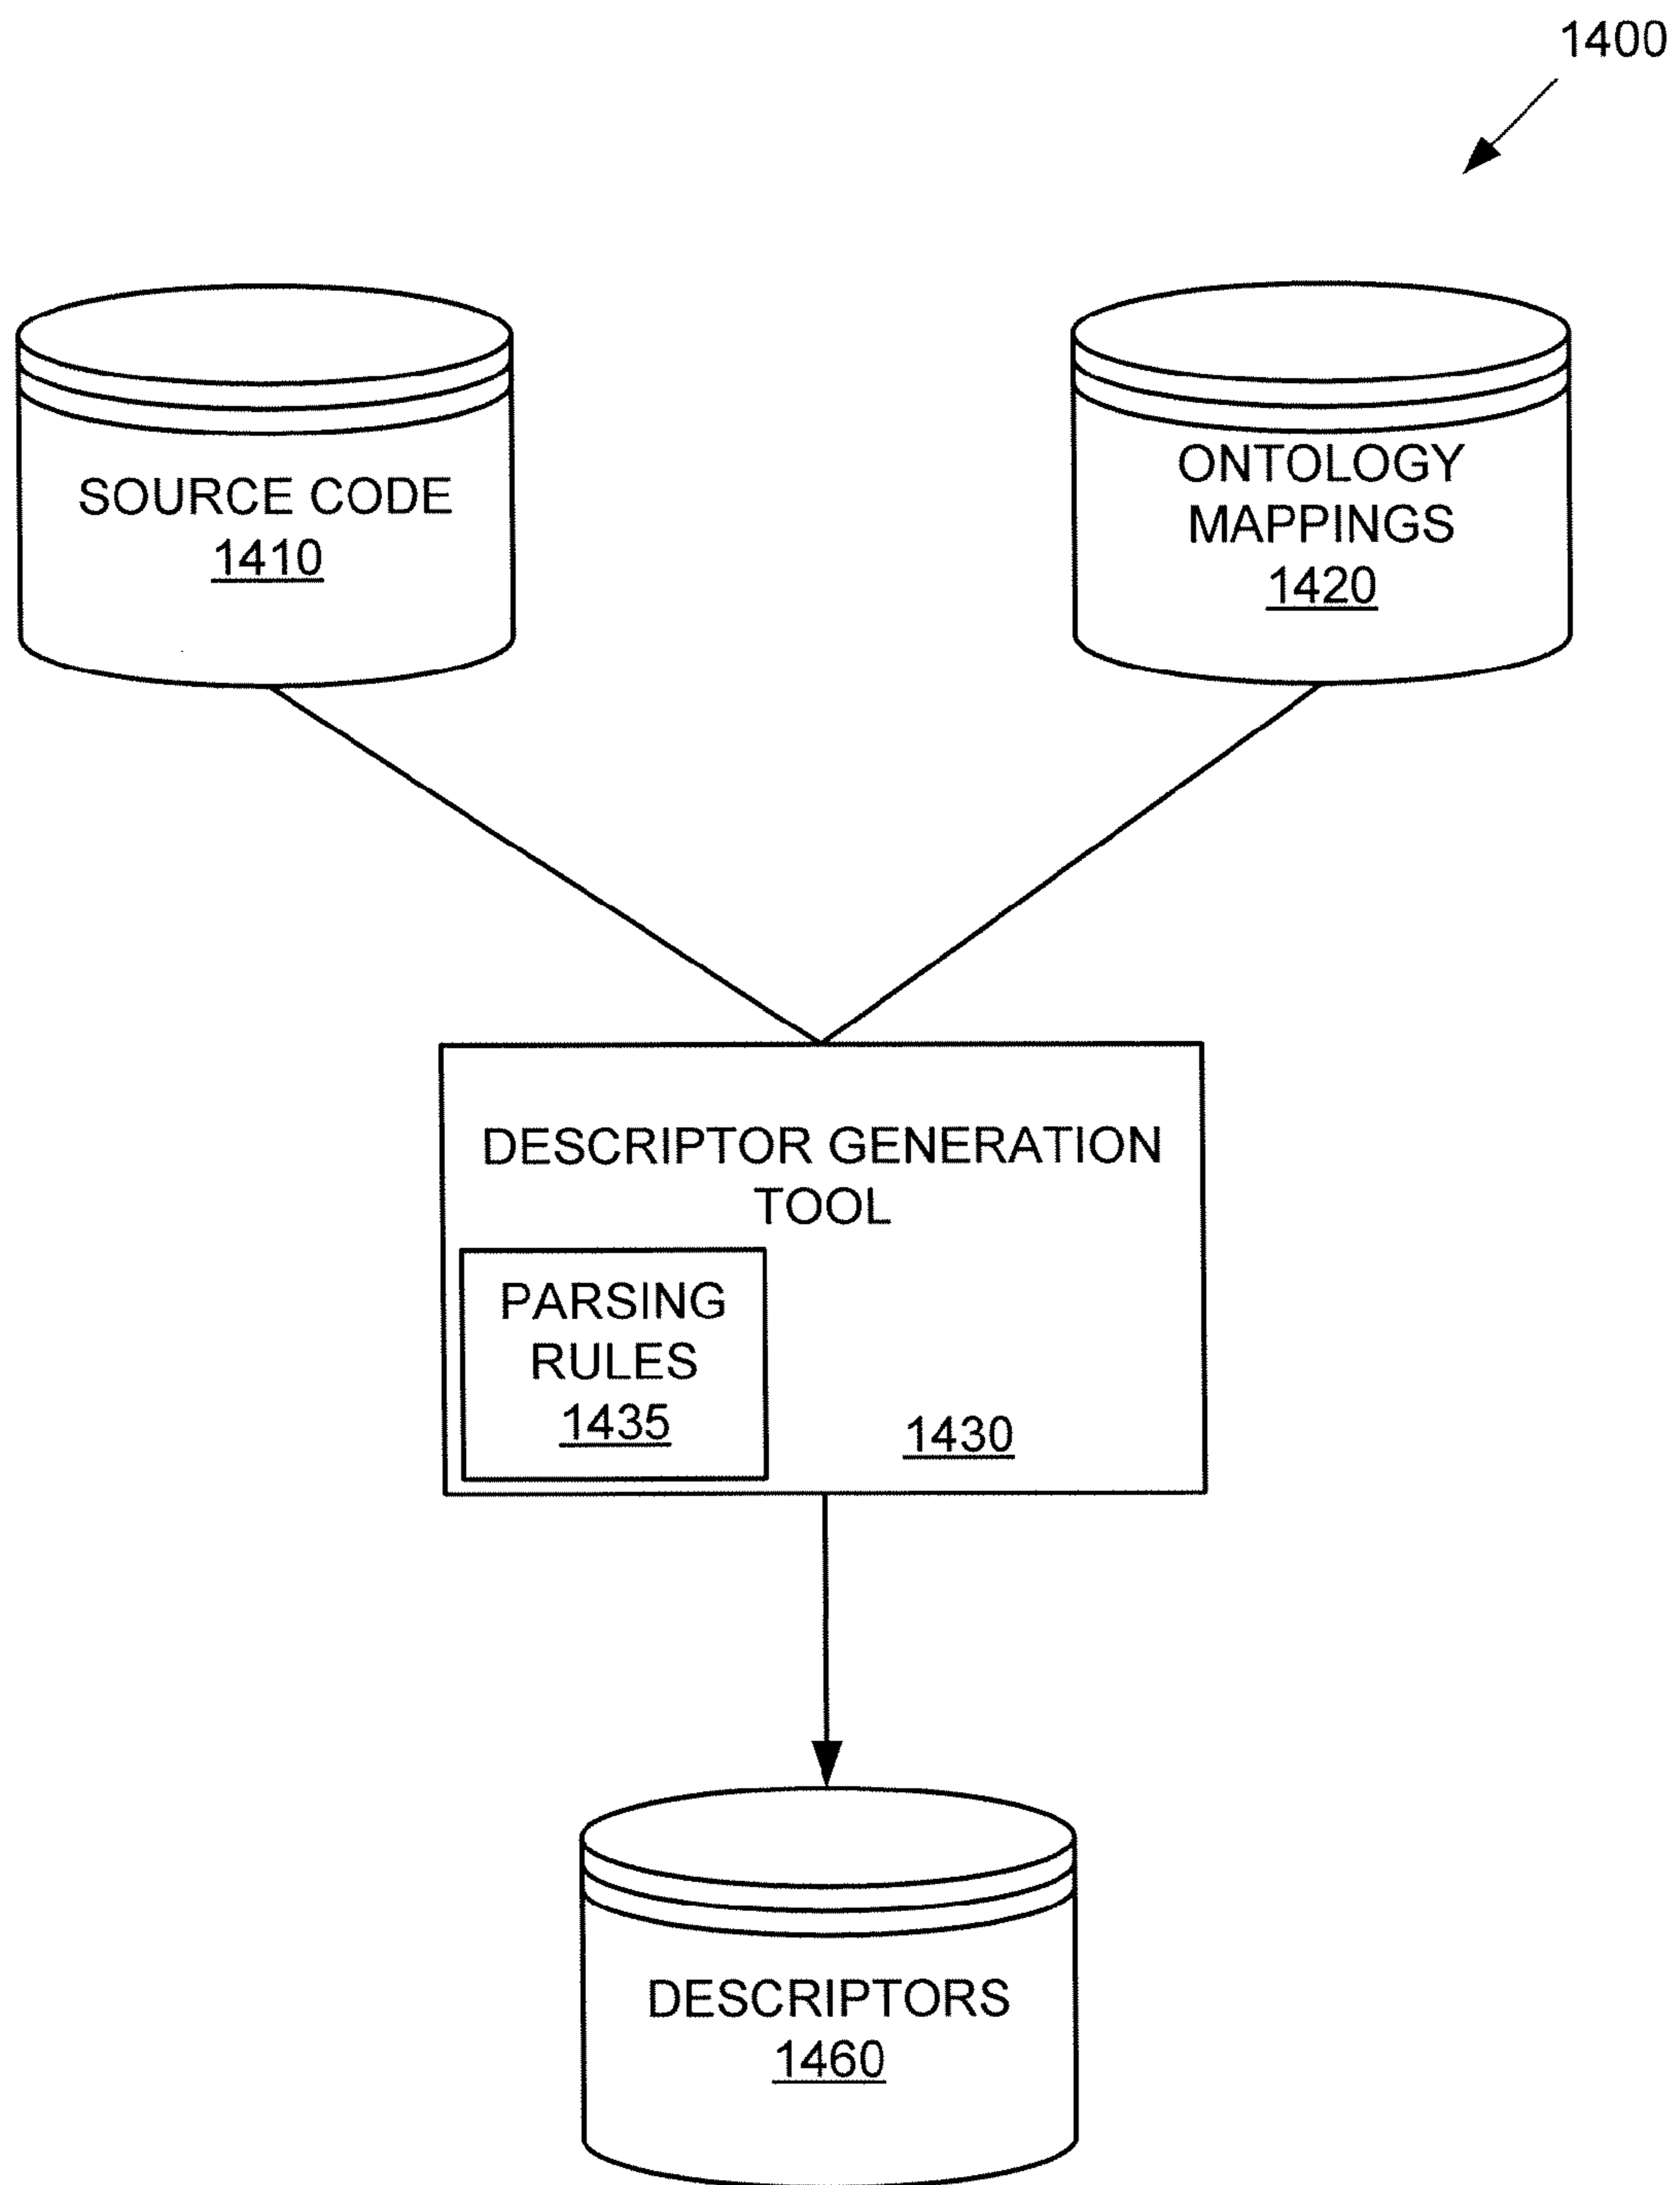 1400
SOURCE CODE
1410
ONTOLOGY
MAPPINGS
1420
DESCRIPTOR GENERATION
TOOL
PARSING
RULES
1435
1430
DESCRIPTORS
1460